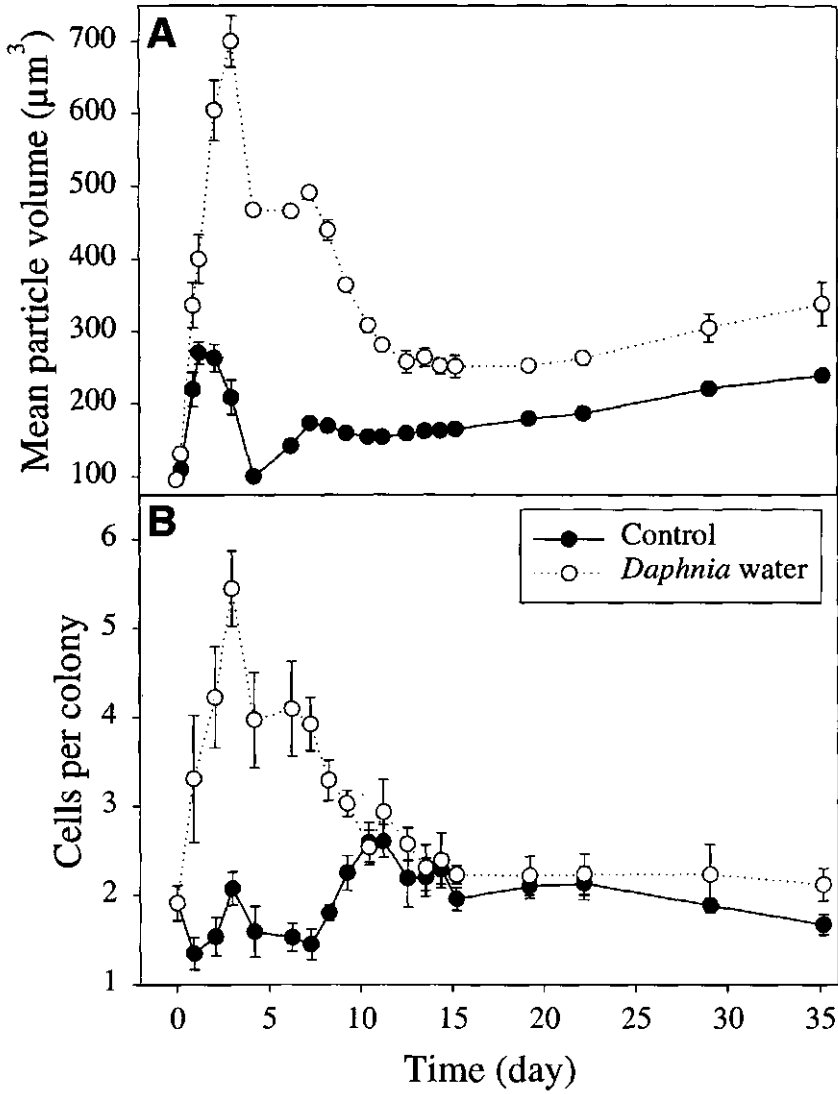 A
Mean particle volume (μm³)
700
600
500
400
300
200
100
B
Control
Daphnia water
Cells per colony
6
5
4
3
2
1
0 5 10 15 20 25 30 35
Time (day)